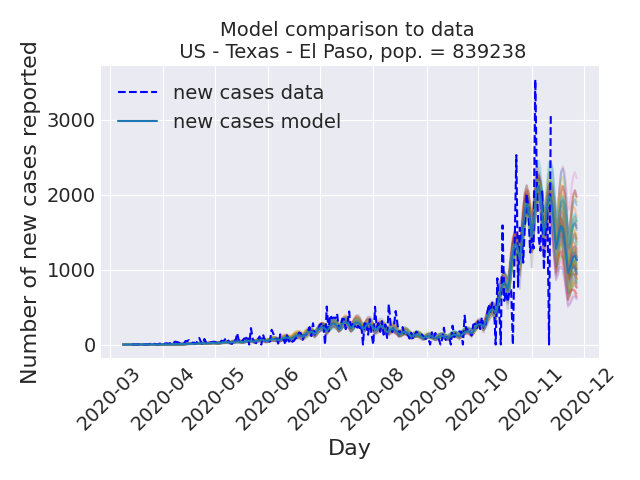 Model comparison to data
US - Texas - El Paso, pop. = 839238
new cases data
new cases model
Number of new cases reported
3000
2000
1000
0
2020-03
2020-04
2020-05
2020-06
2020-07
2020-08
2020-09
2020-10
2020-11
2020-12
Day